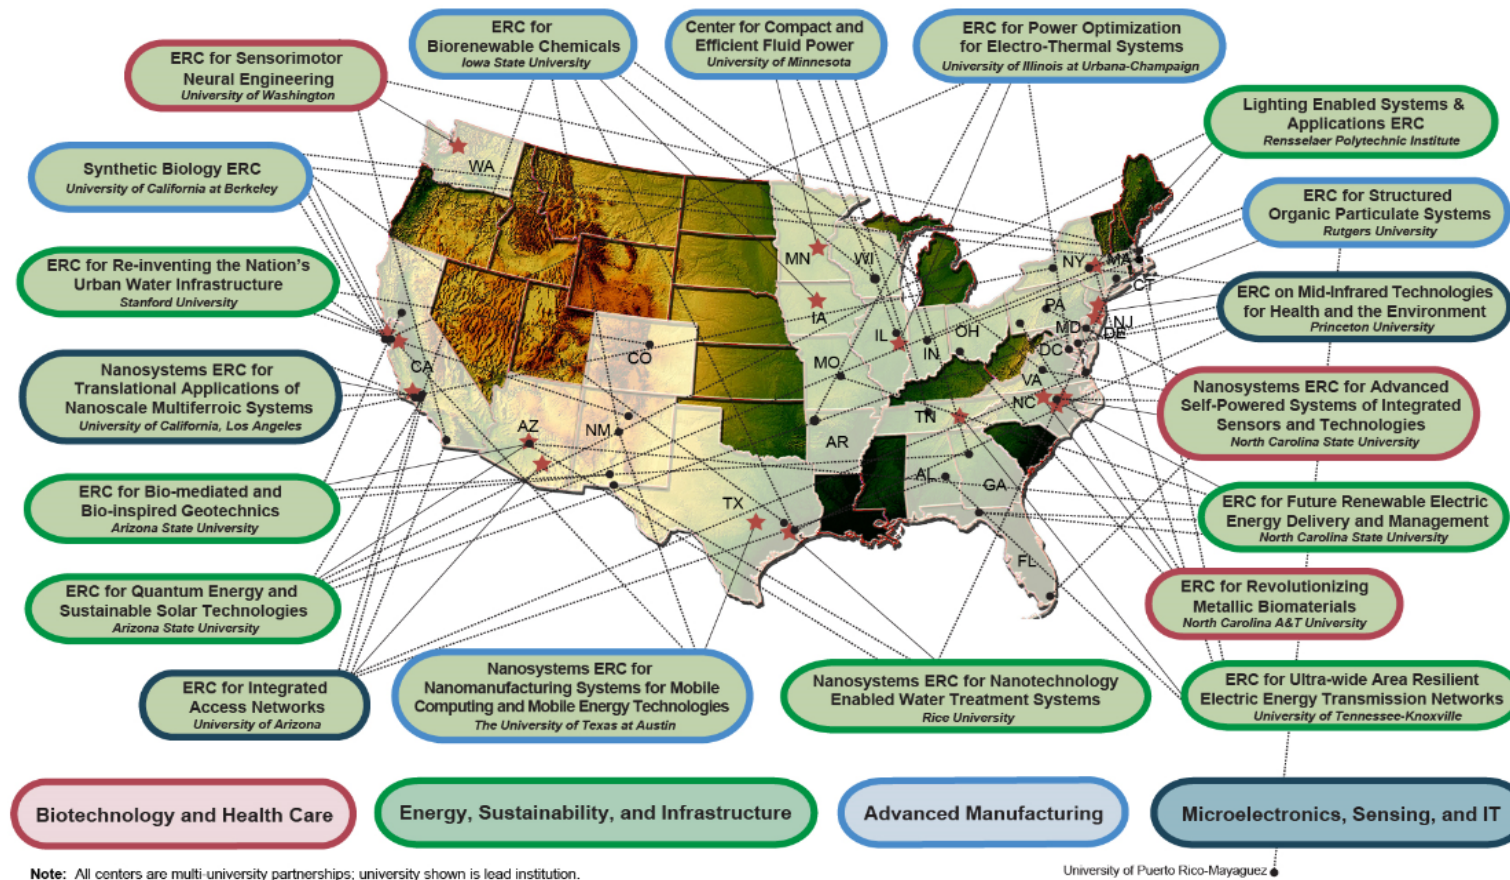 ERC for
Biorenewable Chemicals
Iowa State University
Center for Compact and
Efficient Fluid Power
University of Minnesota
ERC for Power Optimization
for Electro-Thermal Systems
University of Illinois at Urbana-Champaign
ERC for Sensorimotor
Neural Engineering
University of Washington
Lighting Enabled Systems &
Applications ERC
Rensselaer Polytechnic Institute
Synthetic Biology ERC
University of California at Berkeley
ERC for Structured
Organic Particulate Systems
Rutgers University
ERC for Re-inventing the Nation's
Urban Water Infrastructure
Stanford University
ERC on Mid-Infrared Technologies
for Health and the Environment
Princeton University
Nanosystems ERC for
Translational Applications of
Nanoscale Multiferroic Systems
University of California, Los Angeles
Nanosystems ERC for Advanced
Self-Powered Systems of Integrated
Sensors and Technologies
North Carolina State University
ERC for Bio-mediated and
Bio-inspired Geotechnics
Arizona State University
ERC for Future Renewable Electric
Energy Delivery and Management
North Carolina State University
ERC for Quantum Energy and
Sustainable Solar Technologies
Arizona State University
ERC for Revolutionizing
Metallic Biomaterials
North Carolina A&T University
ERC for Integrated
Access Networks
University of Arizona
Nanosystems ERC for
Nanomanufacturing Systems for Mobile
Computing and Mobile Energy Technologies
The University of Texas at Austin
Nanosystems ERC for Nanotechnology
Enabled Water Treatment Systems
Rice University
ERC for Ultra-wide Area Resilient
Electric Energy Transmission Networks
University of Tennessee-Knoxville
WA
MN
WI
NY
MA
CT
IA
PA
NJ
OH
MD
DE
IL
IN
DC
CO
CA
MO
VA
NC
TN
AZ
NM
AR
AL
GA
TX
FL
Biotechnology and Health Care
Energy, Sustainability, and Infrastructure
Advanced Manufacturing
Microelectronics, Sensing, and IT
Note: All centers are multi-university partnerships; university shown is lead institution.
University of Puerto Rico-Mayaguez